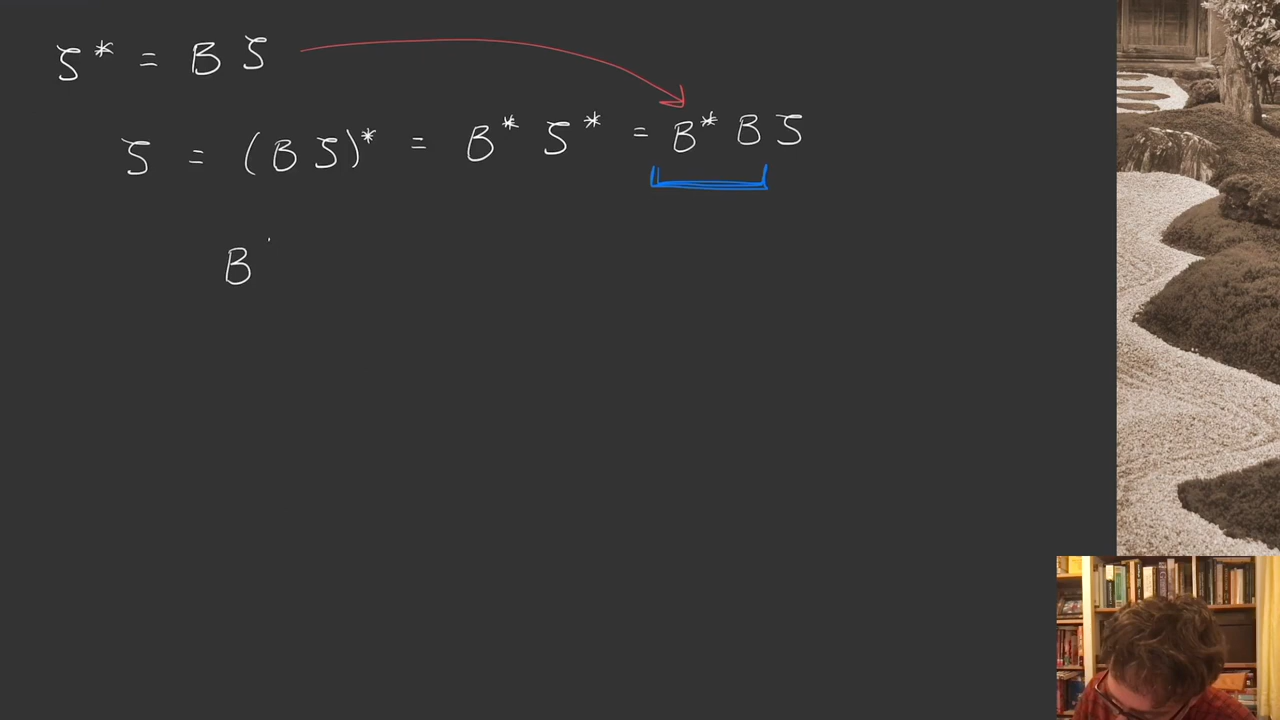 ζ* = B ζ
ζ = (B ζ)* = B* ζ* = B* B ζ
B